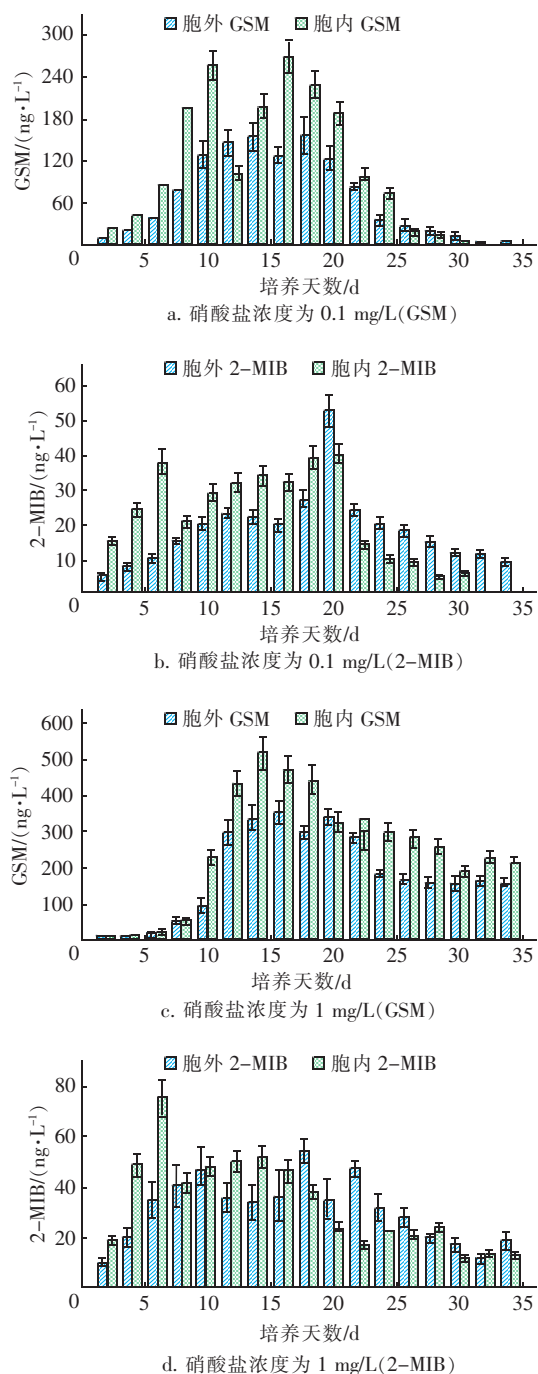 胞外 GSM 胞内 GSM
300
240
180
120
60
GSM/(ng·L⁻¹)
0 5 10 15 20 25 30 35
培养天数/d
a. 硝酸盐浓度为 0.1 mg/L(GSM)
胞外 2-MIB 胞内 2-MIB
60
50
40
30
20
10
2-MIB/(ng·L⁻¹)
0 5 10 15 20 25 30 35
培养天数/d
b. 硝酸盐浓度为 0.1 mg/L(2-MIB)
胞外 GSM 胞内 GSM
600
500
400
300
200
100
GSM/(ng·L⁻¹)
0 5 10 15 20 25 30 35
培养天数/d
c. 硝酸盐浓度为 1 mg/L(GSM)
胞外 2-MIB 胞内 2-MIB
80
60
40
20
2-MIB/(ng·L⁻¹)
0 5 10 15 20 25 30 35
培养天数/d
d. 硝酸盐浓度为 1 mg/L(2-MIB)